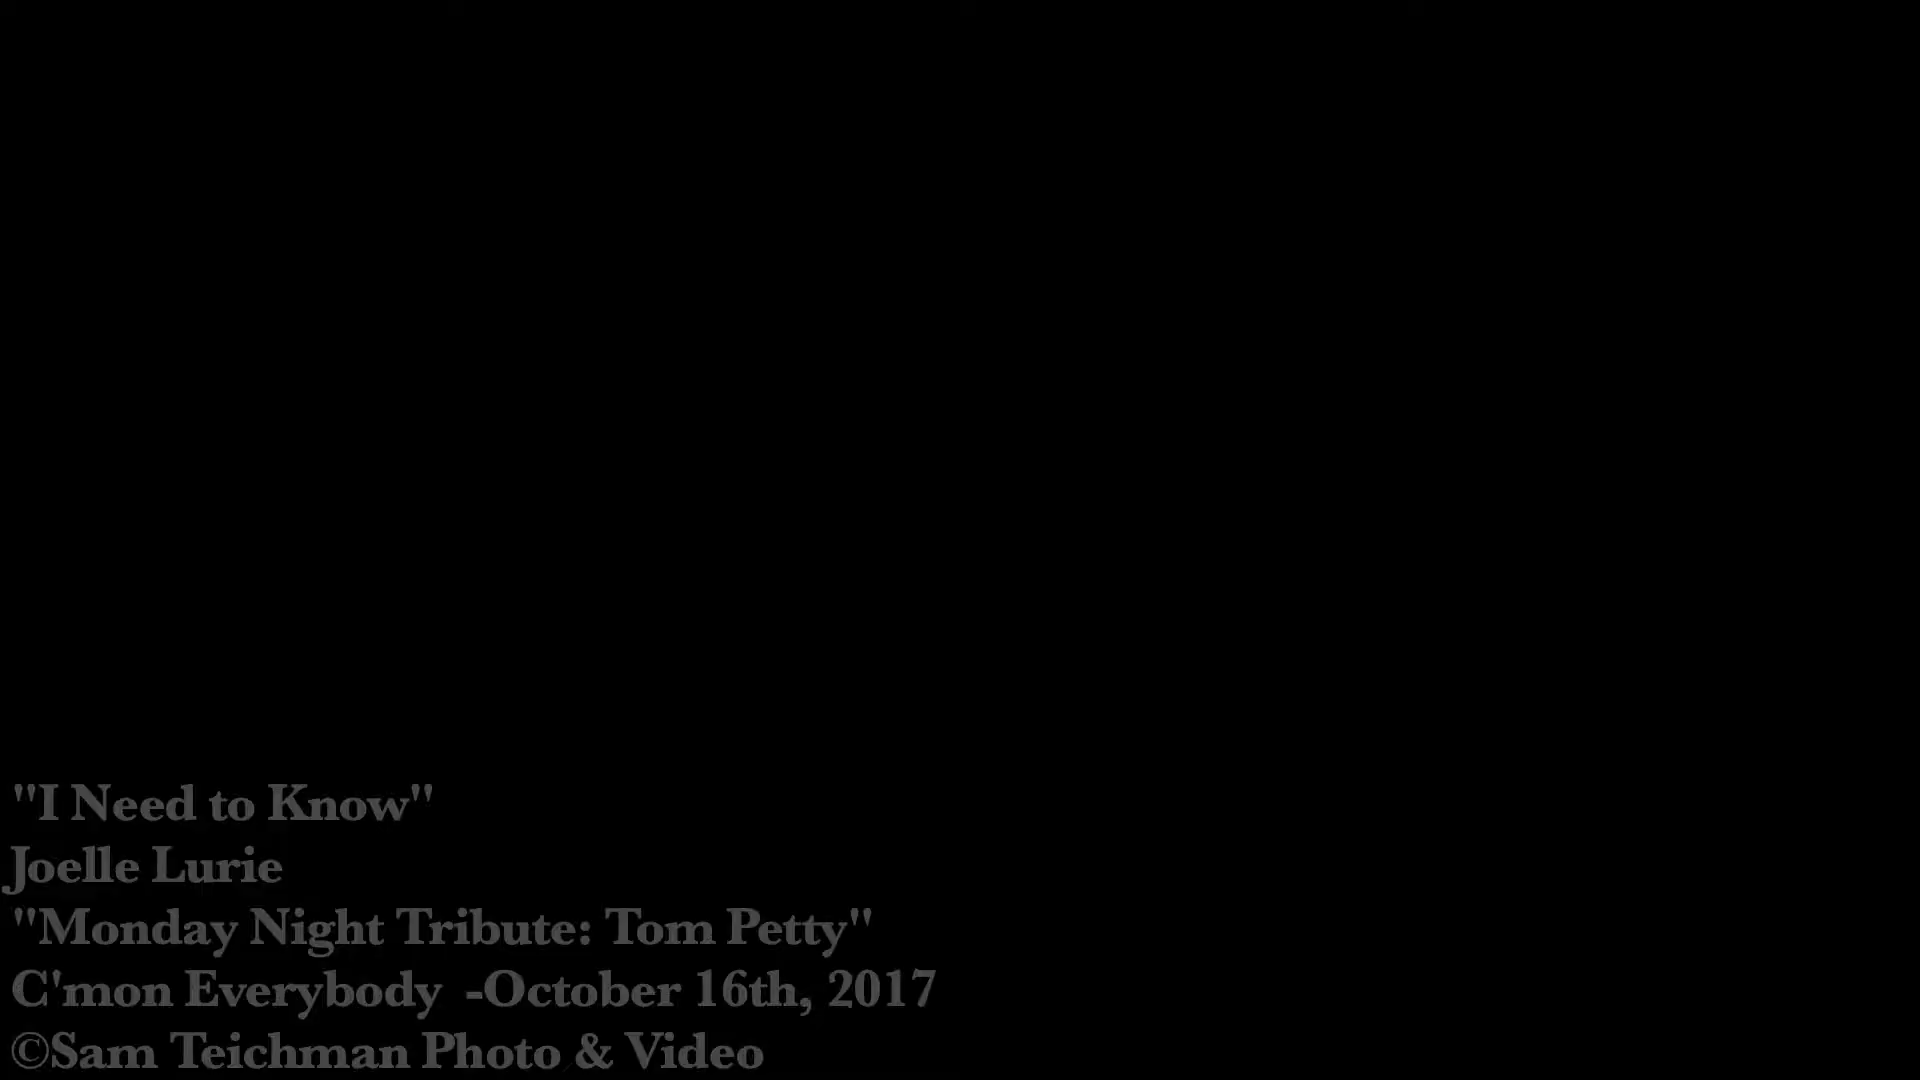 "I Need to Know"
Joelle Lurie
"Monday Night Tribute: Tom Petty"
C'mon Everybody -October 16th, 2017
©Sam Teichman Photo & Video